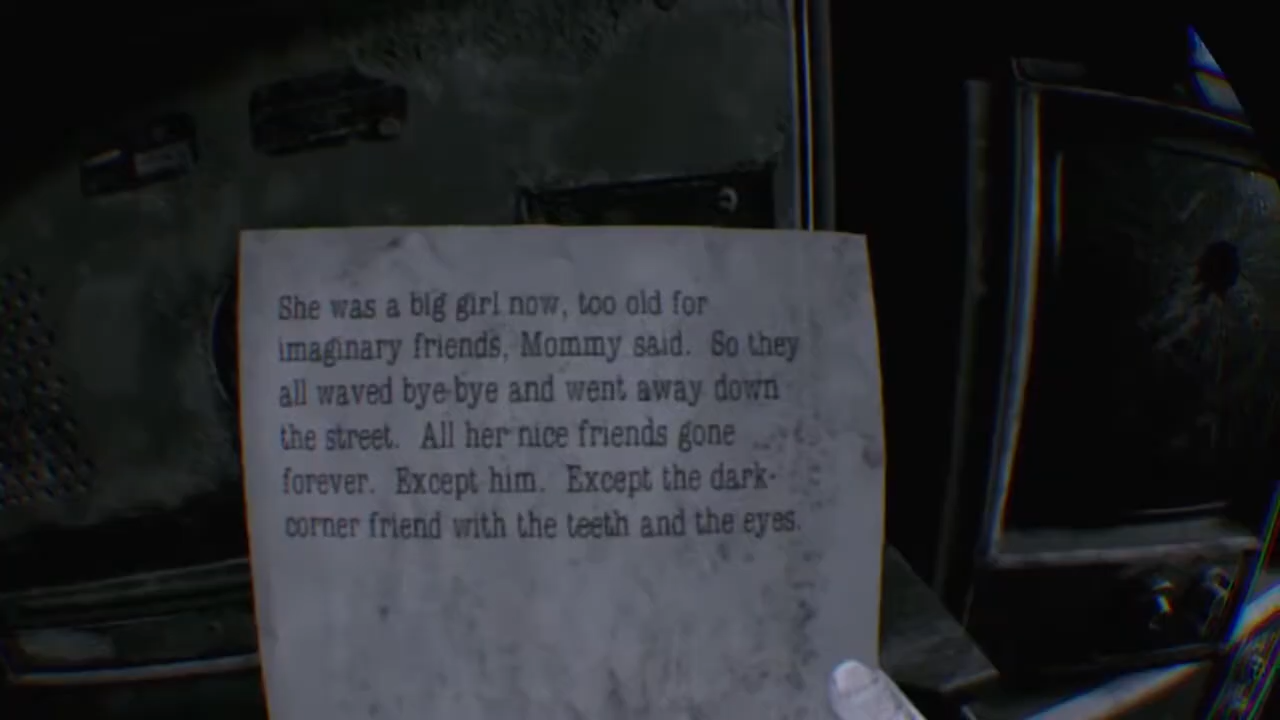 She was a big girl now, too old for
imaginary friends, Mommy said. So they
all waved bye-bye and went away down
the street. All her nice friends gone
forever. Except him. Except the dark-
corner friend with the teeth and the eyes.